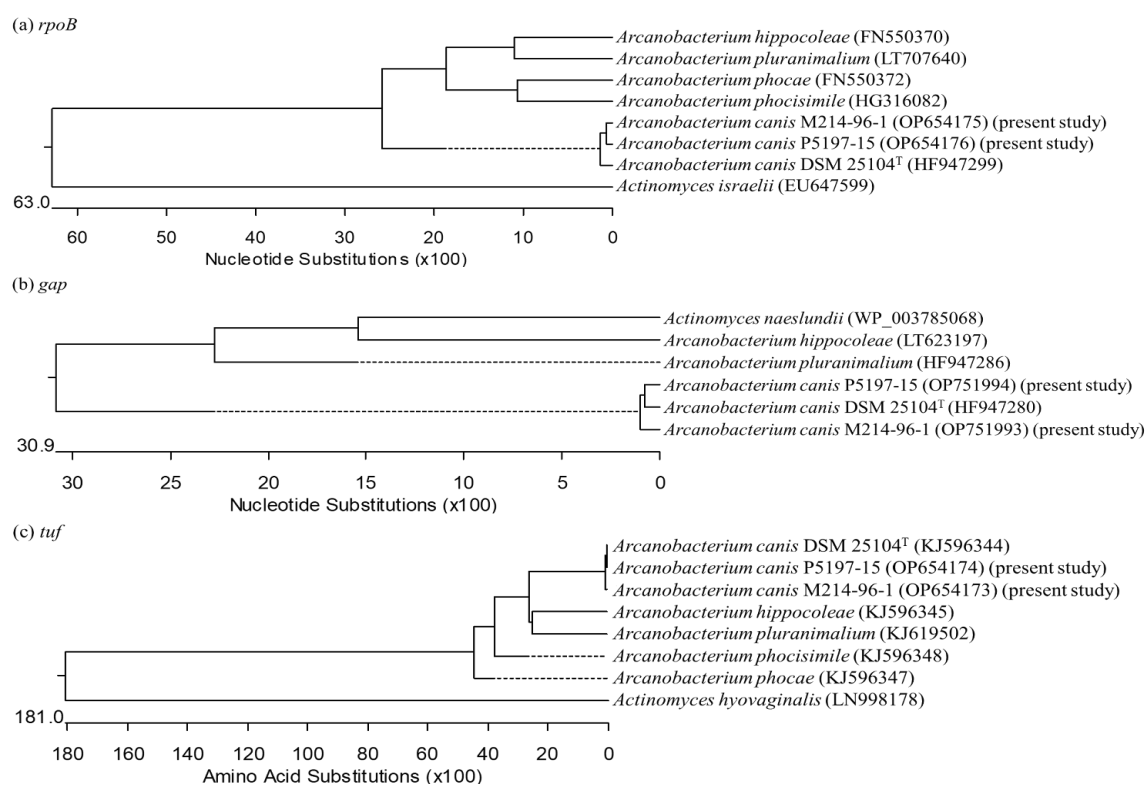 (a) rpoB
Arcanobacterium hippocoleae (FN550370)
Arcanobacterium pluranimalium (LT707640)
Arcanobacterium phocae (FN550372)
Arcanobacterium phocisimile (HG316082)
Arcanobacterium canis M214-96-1 (OP654175) (present study)
Arcanobacterium canis P5197-15 (OP654176) (present study)
Arcanobacterium canis DSM 25104ᵀ (HF947299)
Actinomyces israelii (EU647599)
63.0
60 50 40 30 20 10 0
Nucleotide Substitutions (x100)
(b) gap
Actinomyces naeslundii (WP_003785068)
Arcanobacterium hippocoleae (LT623197)
Arcanobacterium pluranimalium (HF947286)
Arcanobacterium canis P5197-15 (OP751994) (present study)
Arcanobacterium canis DSM 25104ᵀ (HF947280)
Arcanobacterium canis M214-96-1 (OP751993) (present study)
30.9
30 25 20 15 10 5 0
Nucleotide Substitutions (x100)
(c) tuf
Arcanobacterium canis DSM 25104ᵀ (KJ596344)
Arcanobacterium canis P5197-15 (OP654174) (present study)
Arcanobacterium canis M214-96-1 (OP654173) (present study)
Arcanobacterium hippocoleae (KJ596345)
Arcanobacterium pluranimalium (KJ619502)
Arcanobacterium phocisimile (KJ596348)
Arcanobacterium phocae (KJ596347)
Actinomyces hyovaginalis (LN998178)
181.0
180 160 140 120 100 80 60 40 20 0
Amino Acid Substitutions (x100)